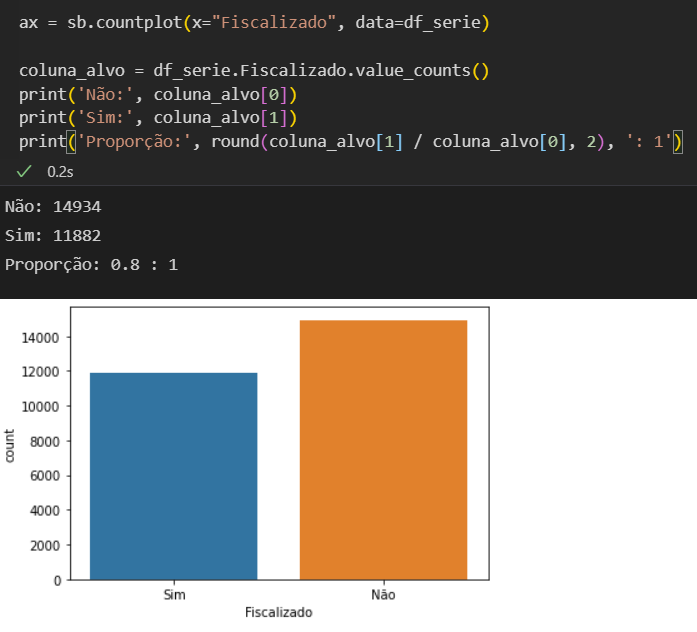 ax = sb.countplot(x="Fiscalizado", data=df_serie)
coluna_alvo = df_serie.Fiscalizado.value_counts()
print('Não:', coluna_alvo[0])
print('Sim:', coluna_alvo[1])
print('Proporção:', round(coluna_alvo[1] / coluna_alvo[0], 2), ': 1')
0.2s
Não: 14934
Sim: 11882
Proporção: 0.8 : 1
14000
12000
10000
8000
6000
4000
2000
0
count
Sim Não
Fiscalizado